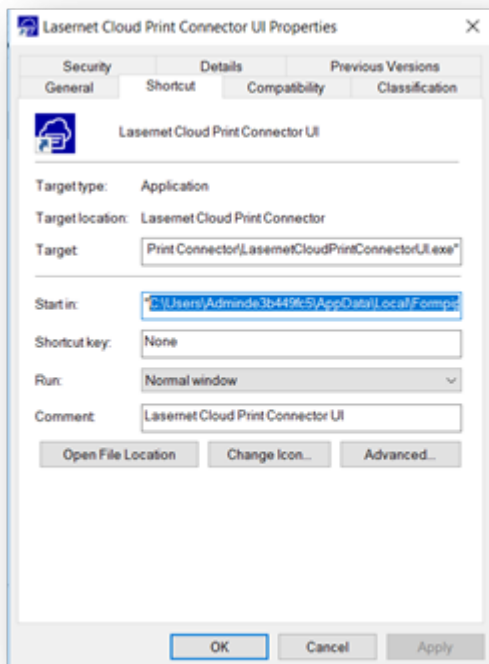 Lasernet Cloud Print Connector UI Properties
Security Details Previous Versions
General Shortcut Compatibility Classification
Lasernet Cloud Print Connector UI
Target type: Application
Target location: Lasernet Cloud Print Connector
Target: Print Connector\LasernetCloudPrintConnectorUI.exe"
Start in: "C:\Users\Adminde3b449fc5\AppData\Local\Formpip
Shortcut key: None
Run: Normal window
Comment: Lasernet Cloud Print Connector UI
Open File Location Change Icon... Advanced...
OK Cancel Apply